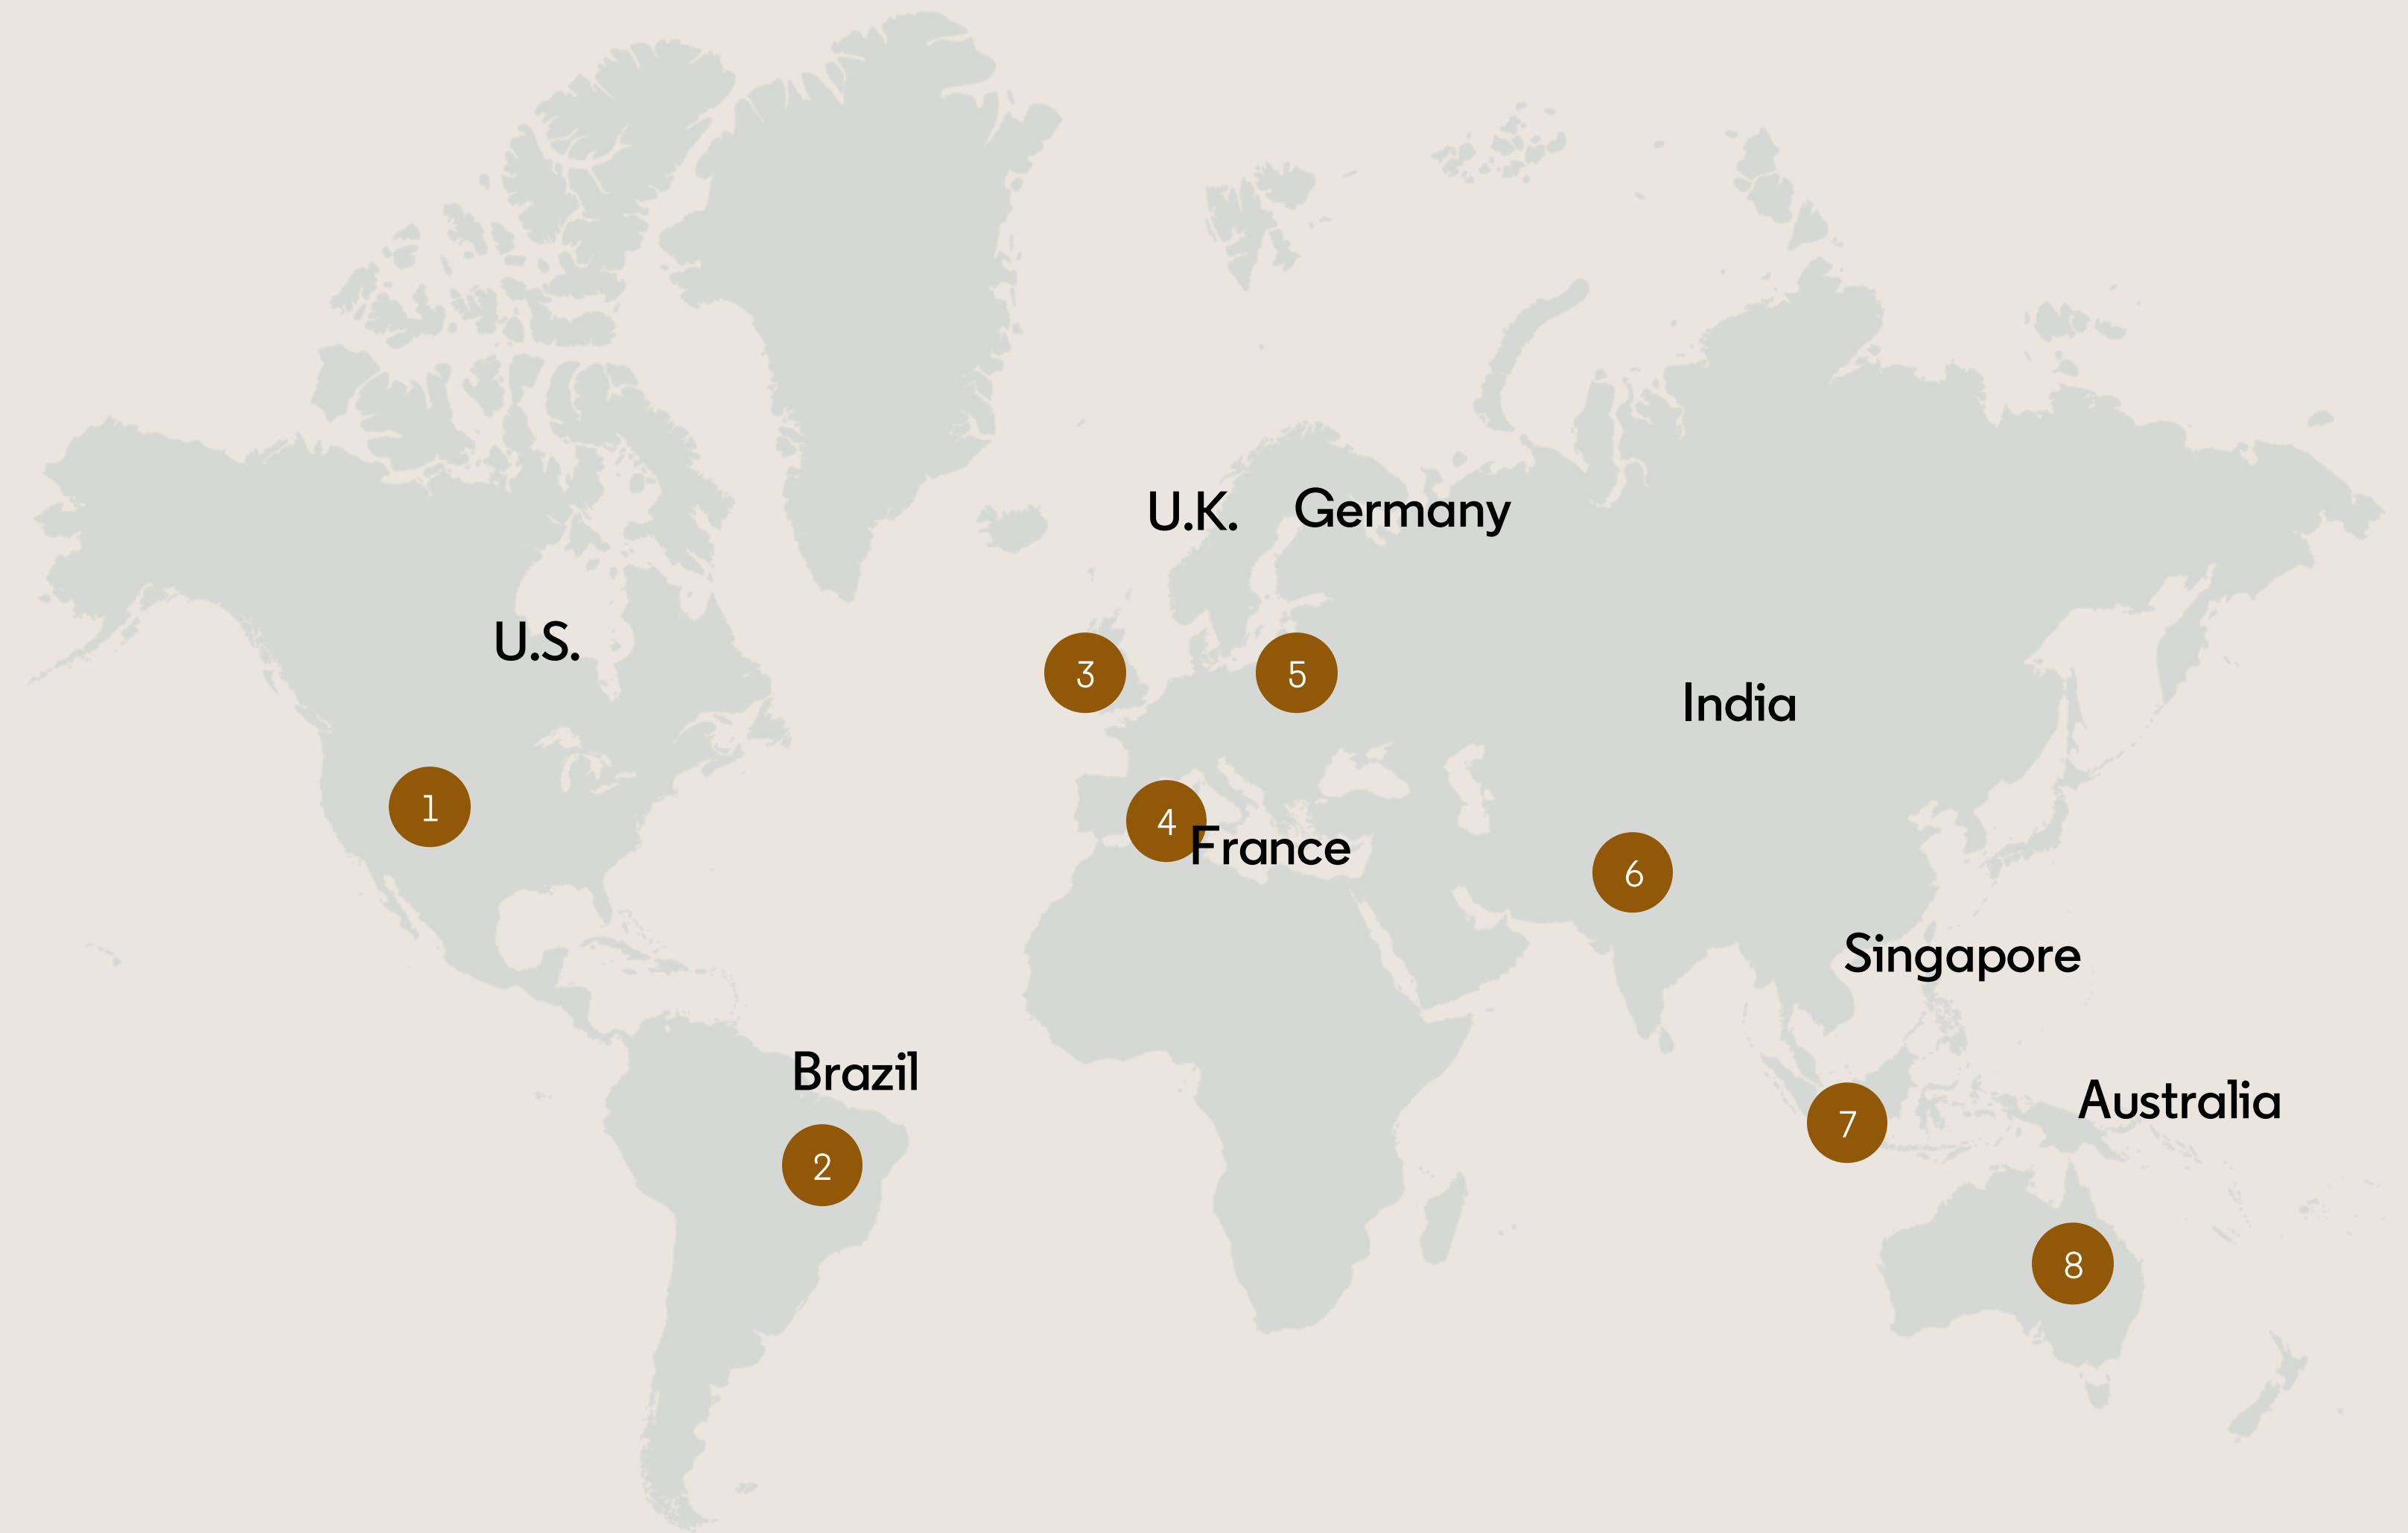 U.K.
Germany
U.S.
3
5
India
1
4
France
6
Singapore
Brazil
Australia
7
2
8